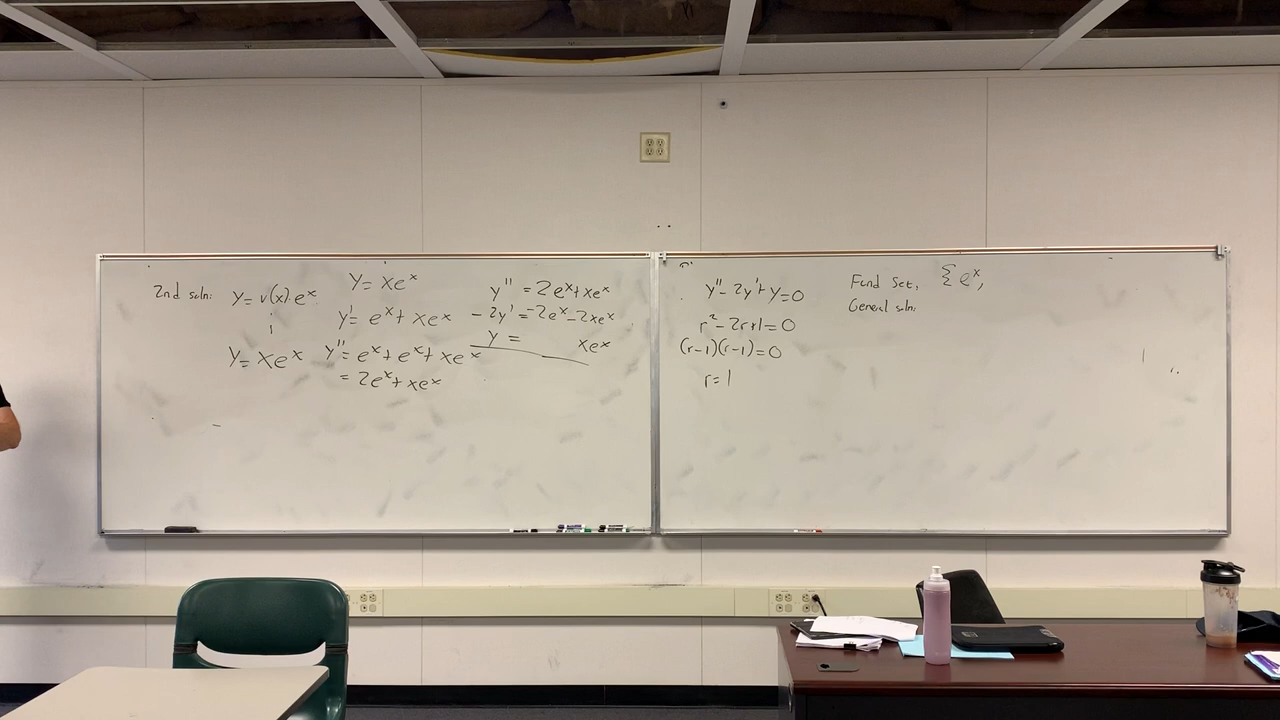 2nd soln: y = v(x)·e^x
⋮
y = xe^x
y = xe^x
y' = e^x + xe^x
y'' = e^x + e^x + xe^x
= 2e^x + xe^x
y'' = 2e^x + xe^x
- 2y' = -2e^x - 2xe^x
y = xe^x
y'' - 2y' + y = 0
r² - 2r + 1 = 0
(r-1)(r-1) = 0
r = 1
Fund Set, {e^x,
General soln: